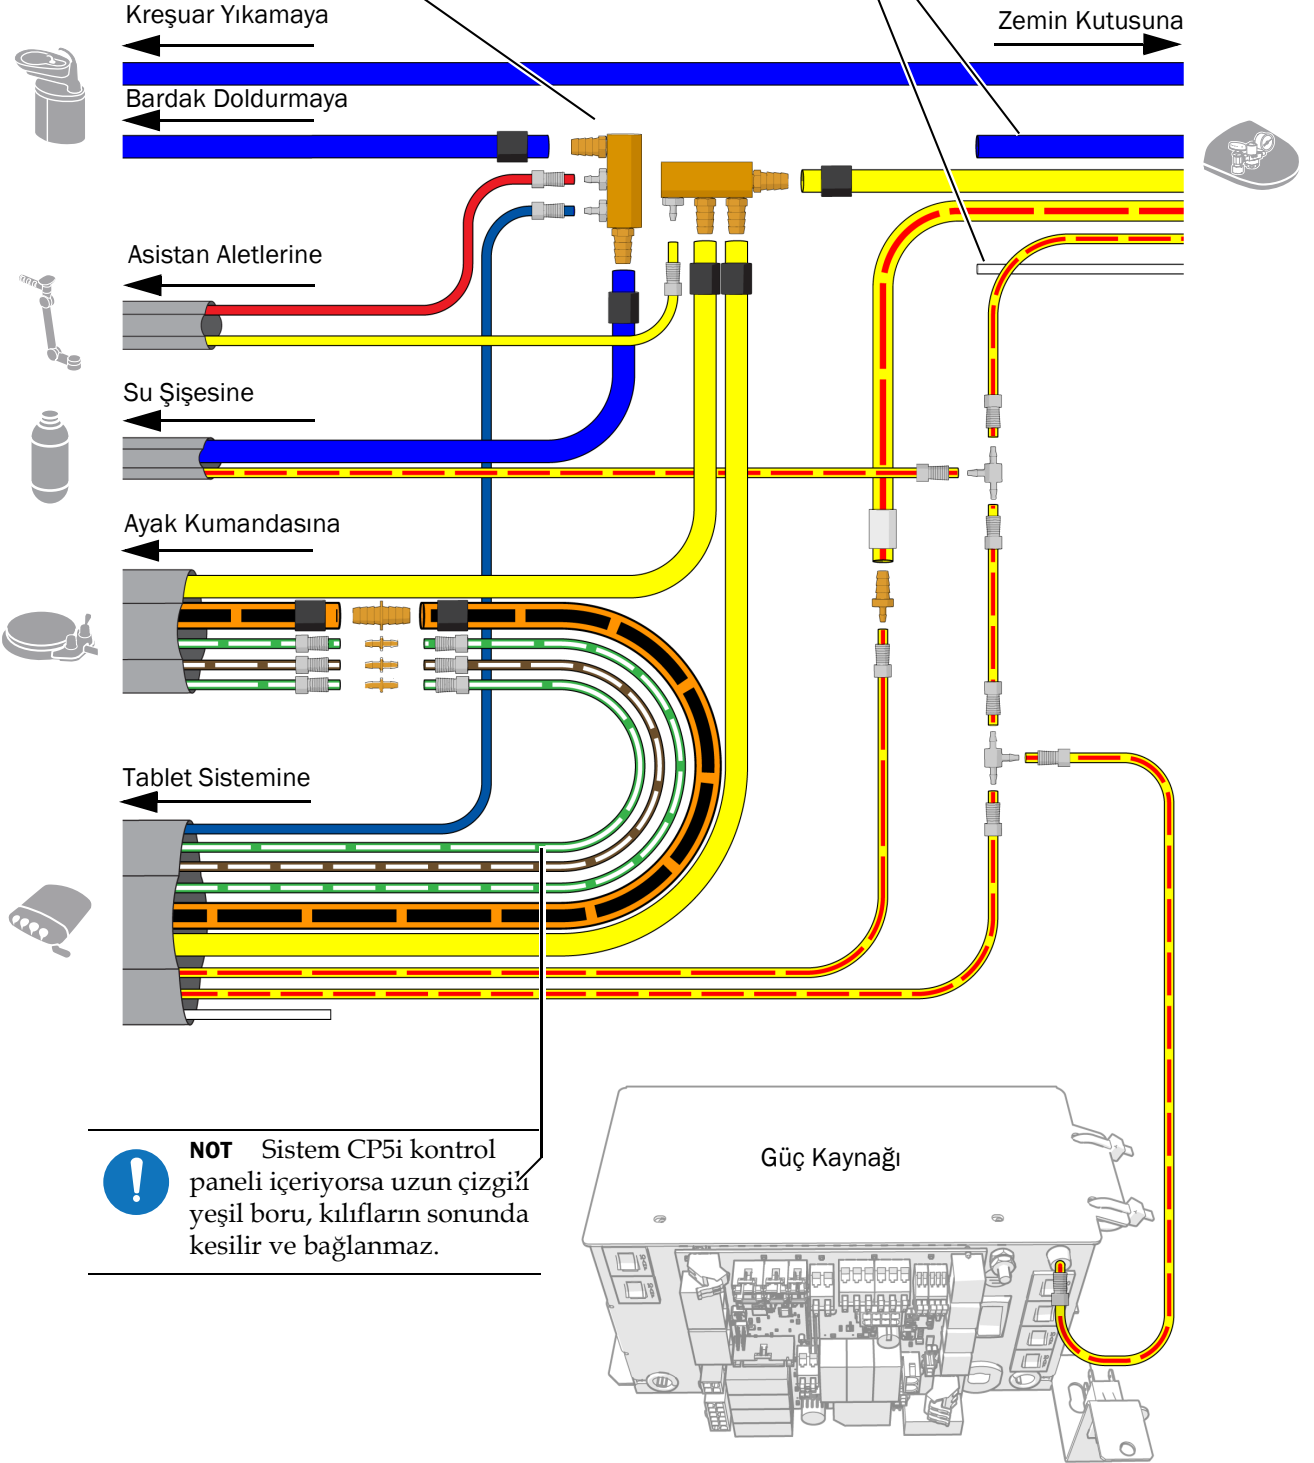 Kreşuar Yıkamaya
Zemin Kutusuna
Bardak Doldurmaya
Asistan Aletlerine
Su Şişesine
Ayak Kumandasına
Tablet Sistemine
NOT Sistem CP5i kontrol
paneli içeriyorsa uzun çizgili
yeşil boru, kılıfların sonunda
kesilir ve bağlanmaz.
Güç Kaynağı